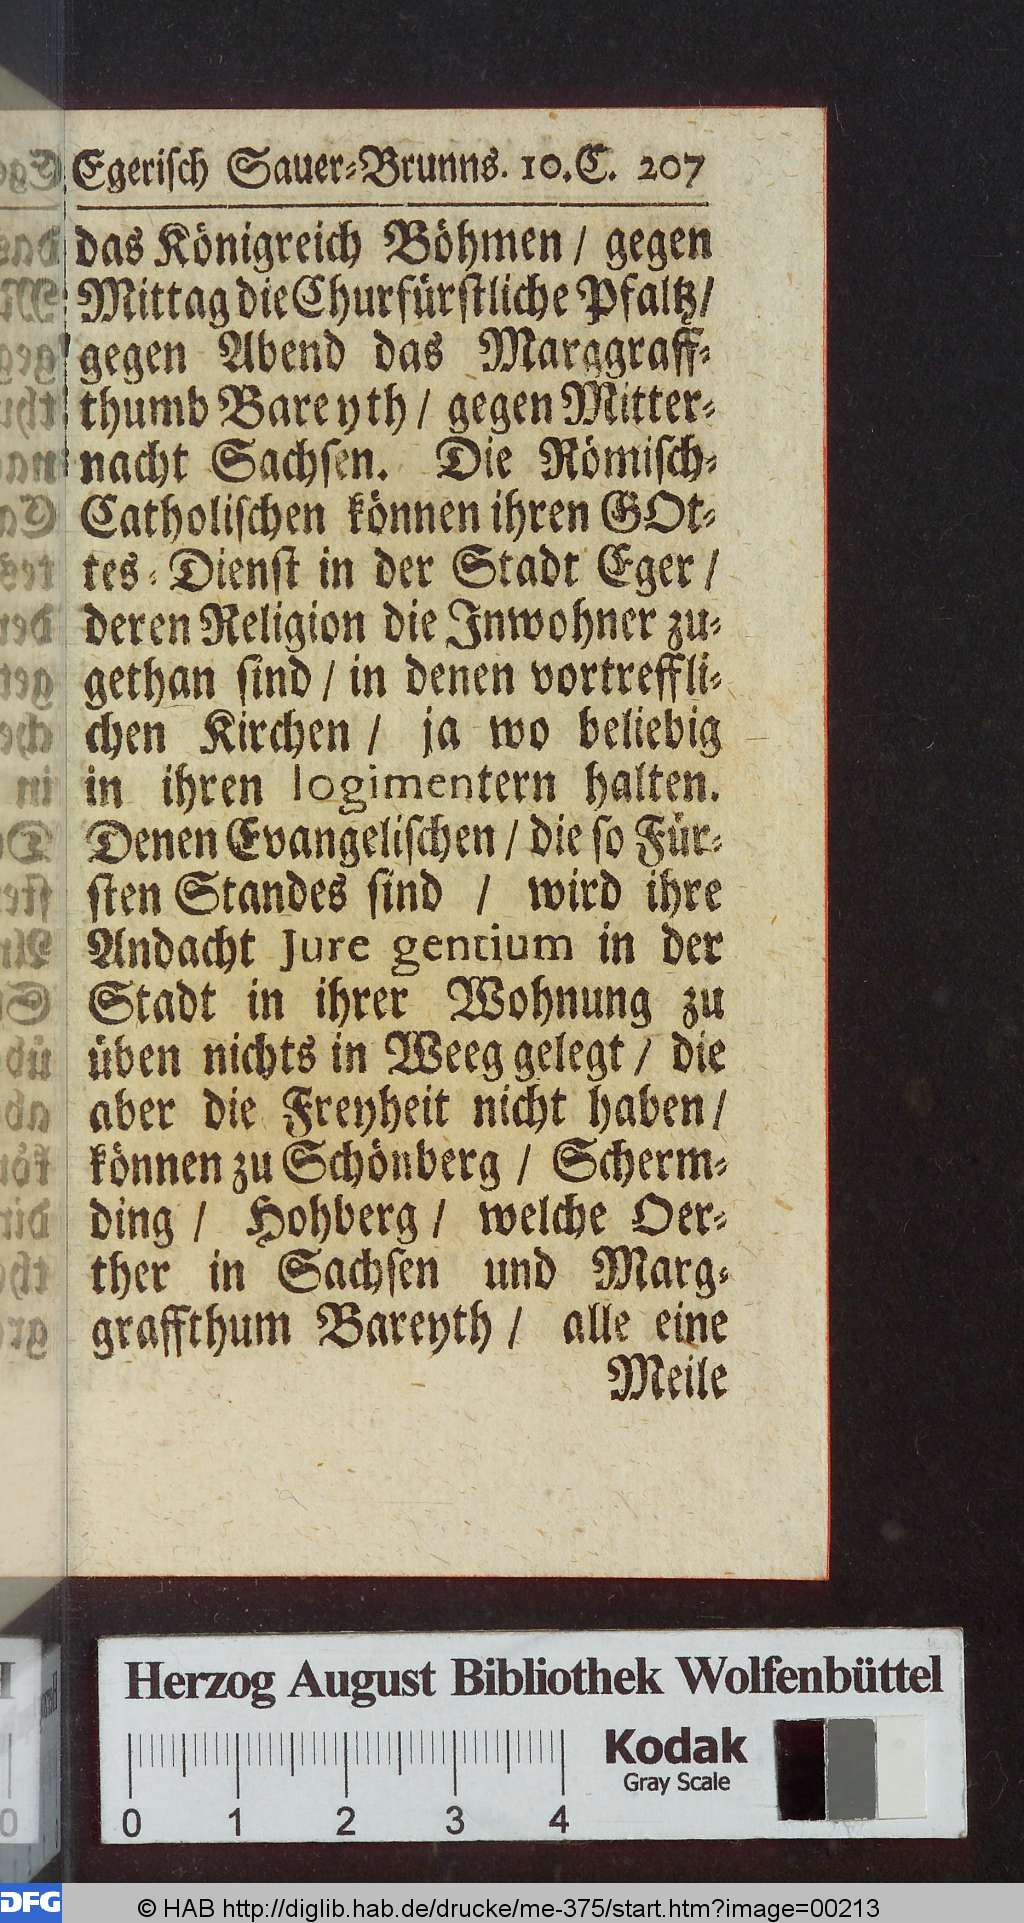 Egerisch Sauer-Brunns. 10. C. 207
das Königreich Böhmen / gegen
Mittag die Churfürstliche Pfaltz /
gegen Abend das Marggraff-
thumb Bareyth / gegen Mitter-
nacht Sachsen. Die Römisch-
Catholischen können ihren GOt-
tes-Dienst in der Stadt Eger /
deren Religion die Inwohner zu-
gethan sind / in denen vortreffli-
chen Kirchen / ja wo beliebig
in ihren logimentern halten.
Denen Evangelischen / die so Für-
sten Standes sind / wird ihre
Andacht Jure gentium in der
Stadt in ihrer Wohnung zu
üben nichts in Weeg gelegt / die
aber die Freyheit nicht haben /
können zu Schönberg / Scherm-
ding / Hohberg / welche Oer-
ther in Sachsen und Marg-
graffthum Bareyth / alle eine
Meile
Herzog August Bibliothek Wolfenbüttel
Kodak
Gray Scale
0 1 2 3 4
DFG
© HAB http://diglib.hab.de/drucke/me-375/start.htm?image=00213